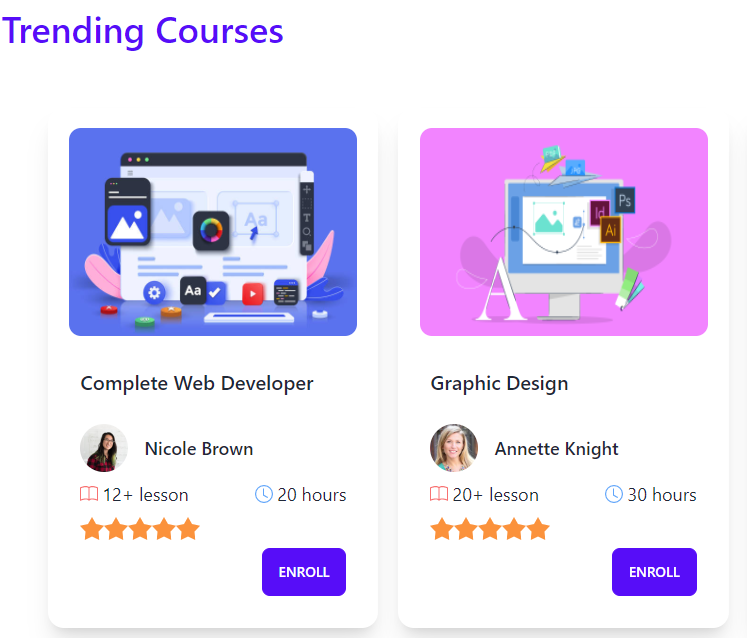 Trending Courses
Aa
Aa
Complete Web Developer
Nicole Brown
12+ lesson
20 hours
ENROLL
Ps
Id
Ai
A
Graphic Design
Annette Knight
20+ lesson
30 hours
ENROLL